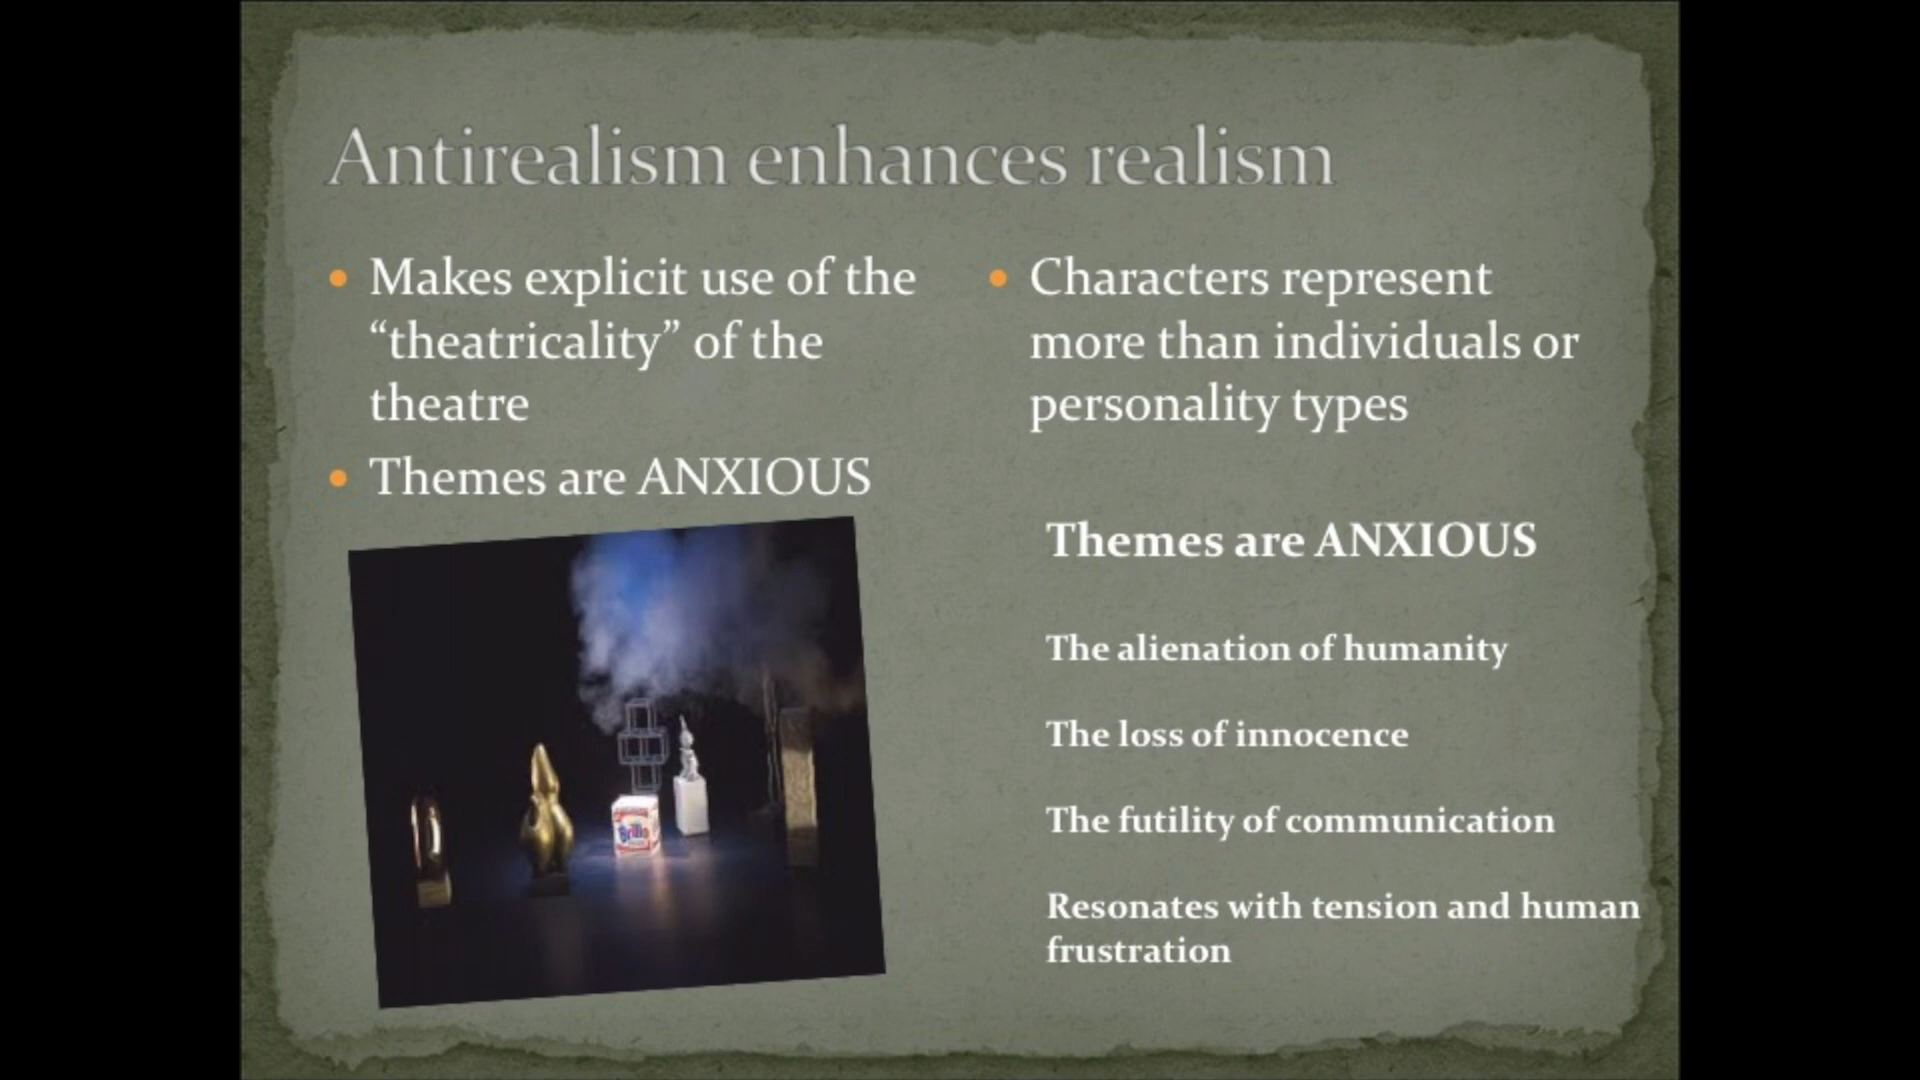 Antirealism enhances realism
Makes explicit use of the
“theatricality” of the
theatre
Themes are ANXIOUS
Brillo
Characters represent
more than individuals or
personality types
Themes are ANXIOUS
The alienation of humanity
The loss of innocence
The futility of communication
Resonates with tension and human
frustration